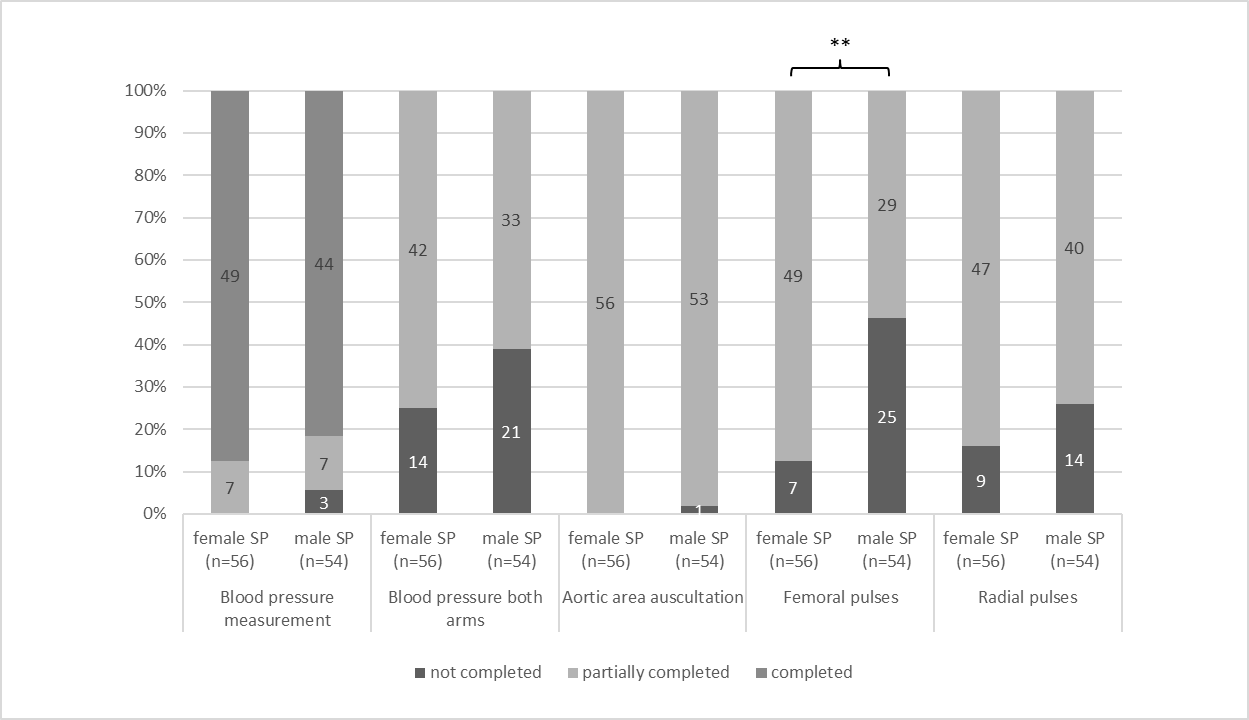 **
100%
90%
80%
70%
60%
50%
40%
30%
20%
10%
0%
49
7
44
7
3
42
14
33
21
56
53
1
49
7
29
25
47
9
40
14
female SP
(n=56)
male SP
(n=54)
female SP
(n=56)
male SP
(n=54)
female SP
(n=56)
male SP
(n=54)
female SP
(n=56)
male SP
(n=54)
female SP
(n=56)
male SP
(n=54)
Blood pressure
measurement
Blood pressure both
arms
Aortic area auscultation
Femoral pulses
Radial pulses
not completed
partially completed
completed